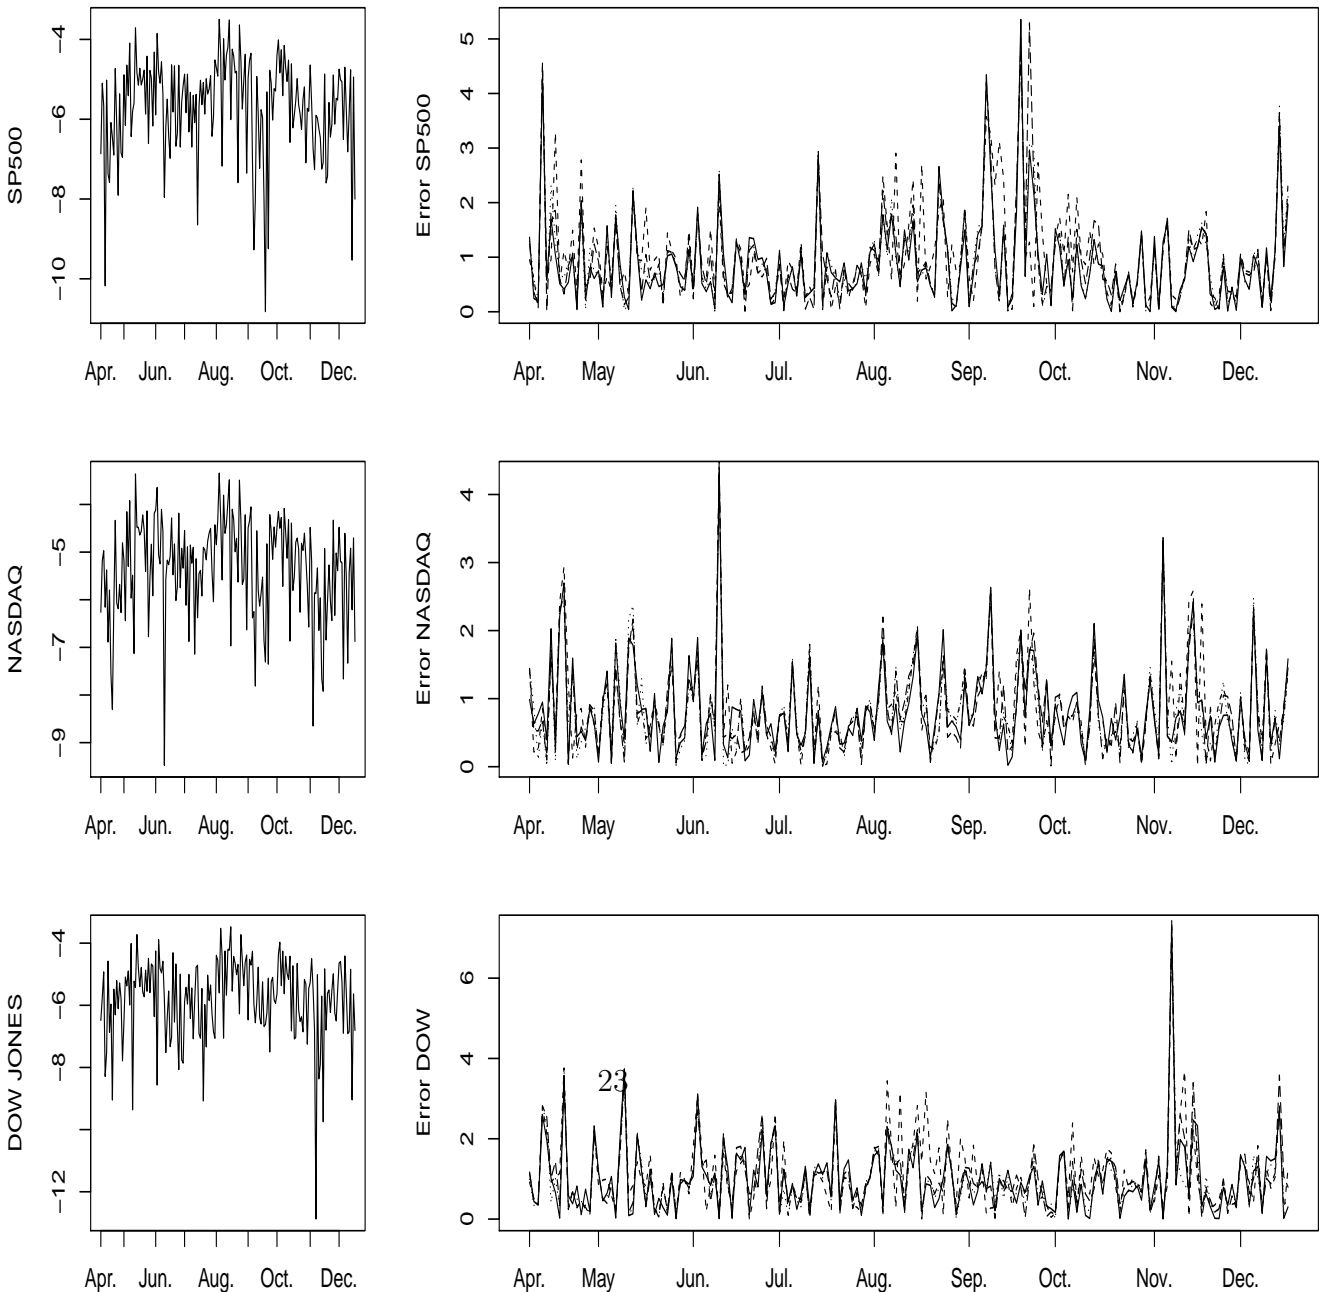 SP500
−4
−6
−8
−10
Apr. Jun. Aug. Oct. Dec.
Error SP500
5
4
3
2
1
0
Apr. May Jun. Jul. Aug. Sep. Oct. Nov. Dec.
NASDAQ
−5
−7
−9
Apr. Jun. Aug. Oct. Dec.
Error NASDAQ
4
3
2
1
0
Apr. May Jun. Jul. Aug. Sep. Oct. Nov. Dec.
DOW JONES
−4
−6
−8
−12
Apr. Jun. Aug. Oct. Dec.
Error DOW
6
4
2
0
23
Apr. May Jun. Jul. Aug. Sep. Oct. Nov. Dec.